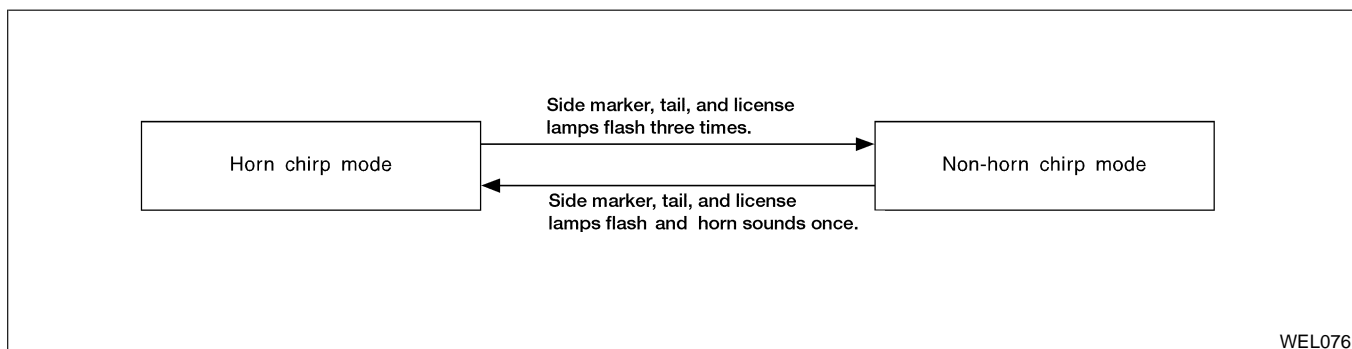 Side marker, tail, and license
lamps flash three times.
Horn chirp mode
Non-horn chirp mode
Side marker, tail, and license
lamps flash and horn sounds once.
WEL076